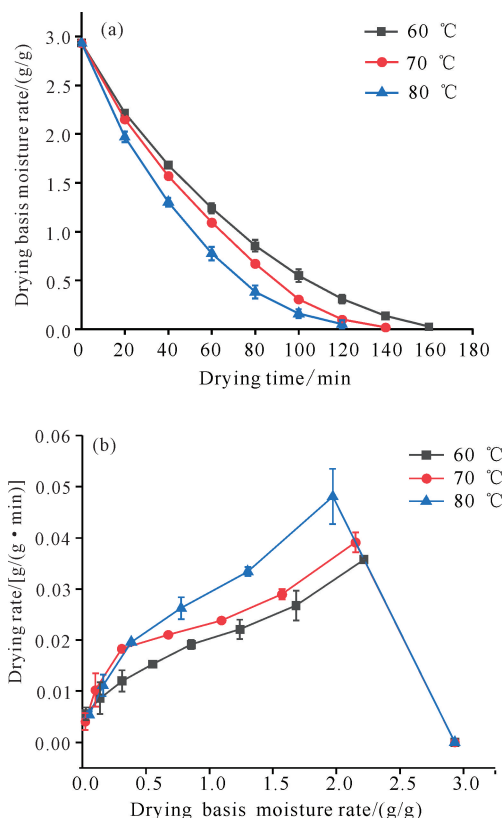 (a)
60 ℃
70 ℃
80 ℃
Drying basis moisture rate/(g/g)
3.0
2.5
2.0
1.5
1.0
0.5
0.0
0 20 40 60 80 100 120 140 160 180
Drying time/min
(b)
60 ℃
70 ℃
80 ℃
Drying rate/[g/(g•min)]
0.06
0.05
0.04
0.03
0.02
0.01
0.00
0.0 0.5 1.0 1.5 2.0 2.5 3.0
Drying basis moisture rate/(g/g)